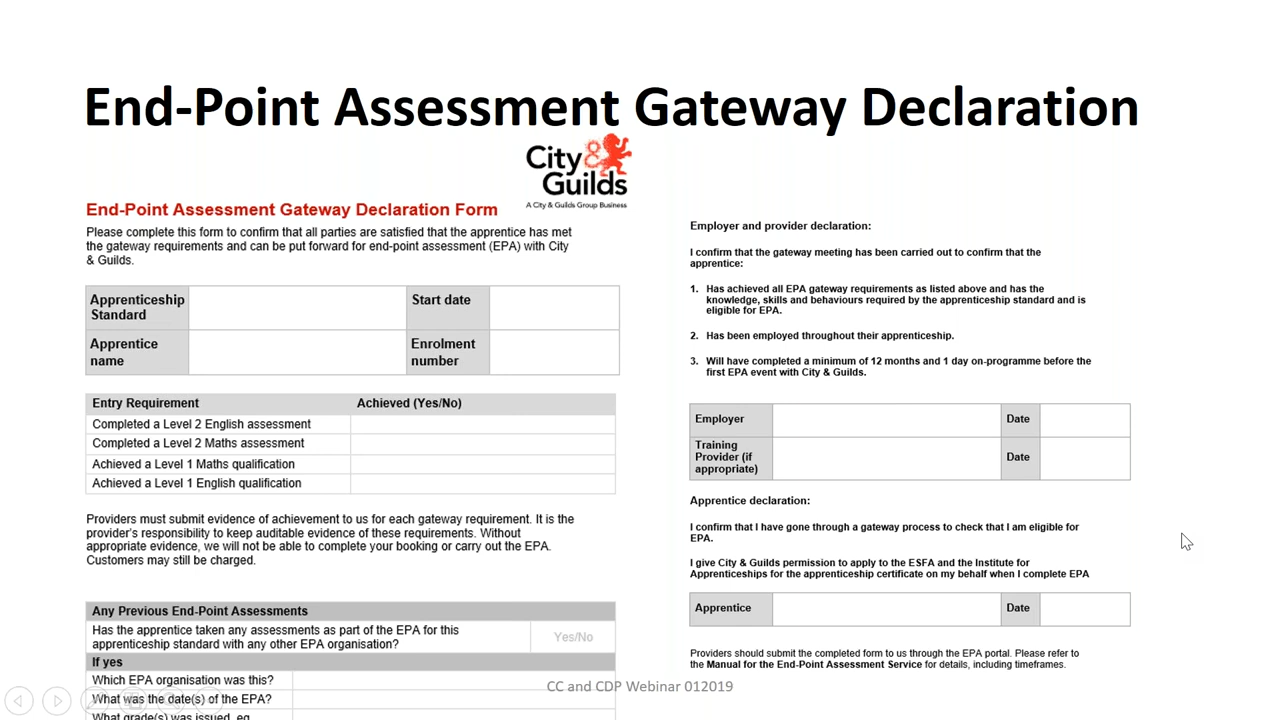 End-Point Assessment Gateway Declaration
City & Guilds
A City & Guilds Group Business
End-Point Assessment Gateway Declaration Form
Please complete this form to confirm that all parties are satisfied that the apprentice has met
the gateway requirements and can be put forward for end-point assessment (EPA) with City
& Guilds.
Apprenticeship Standard
Start date
Apprentice name
Enrolment number
Entry Requirement Achieved (Yes/No)
Completed a Level 2 English assessment
Completed a Level 2 Maths assessment
Achieved a Level 1 Maths qualification
Achieved a Level 1 English qualification
Providers must submit evidence of achievement to us for each gateway requirement. It is the
provider's responsibility to keep auditable evidence of these requirements. Without
appropriate evidence, we will not be able to complete your booking or carry out the EPA.
Customers may still be charged.
Any Previous End-Point Assessments
Has the apprentice taken any assessments as part of the EPA for this
apprenticeship standard with any other EPA organisation?
Yes/No
If yes
Which EPA organisation was this?
What was the date(s) of the EPA?
What grade(s) was issued, eg
Employer and provider declaration:
I confirm that the gateway meeting has been carried out to confirm that the
apprentice:
1. Has achieved all EPA gateway requirements as listed above and has the
knowledge, skills and behaviours required by the apprenticeship standard and is
eligible for EPA.
2. Has been employed throughout their apprenticeship.
3. Will have completed a minimum of 12 months and 1 day on-programme before the
first EPA event with City & Guilds.
Employer Date
Training
Provider (if
appropriate)
Date
Apprentice declaration:
I confirm that I have gone through a gateway process to check that I am eligible for
EPA.
I give City & Guilds permission to apply to the ESFA and the Institute for
Apprenticeships for the apprenticeship certificate on my behalf when I complete EPA
Apprentice Date
Providers should submit the completed form to us through the EPA portal. Please refer to
the Manual for the End-Point Assessment Service for details, including timeframes.
CC and CDP Webinar 012019